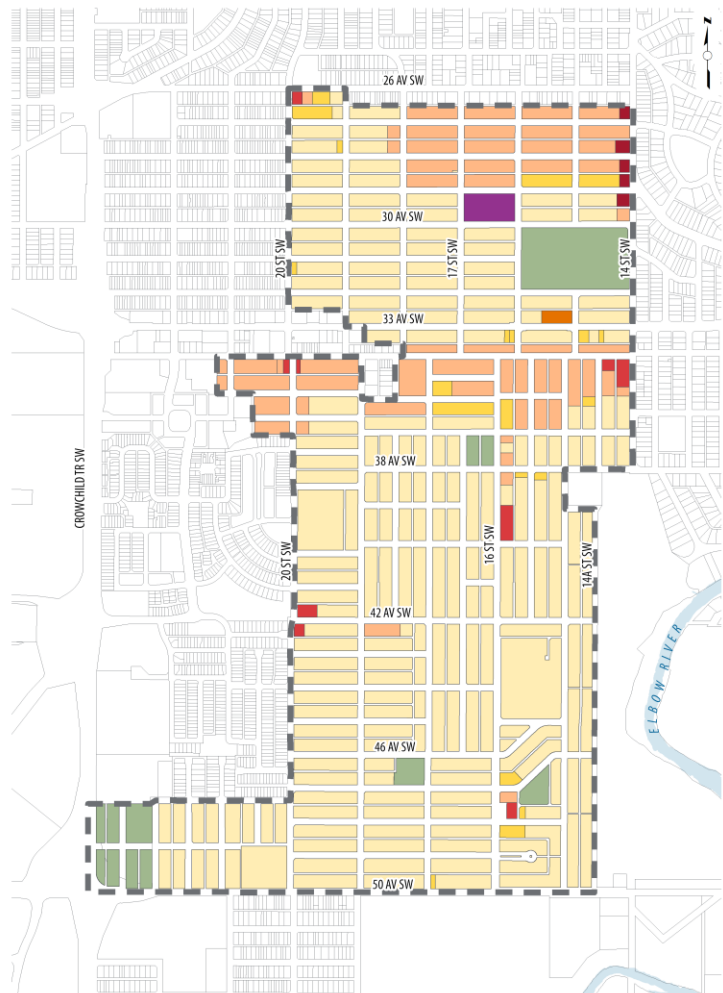 26 AV SW
30 AV SW
20 ST SW
17 ST SW
14 ST SW
33 AV SW
CROWCHILD TR SW
38 AV SW
20 ST SW
16 ST SW
14A ST SW
42 AV SW
ELBOW RIVER
46 AV SW
50 AV SW